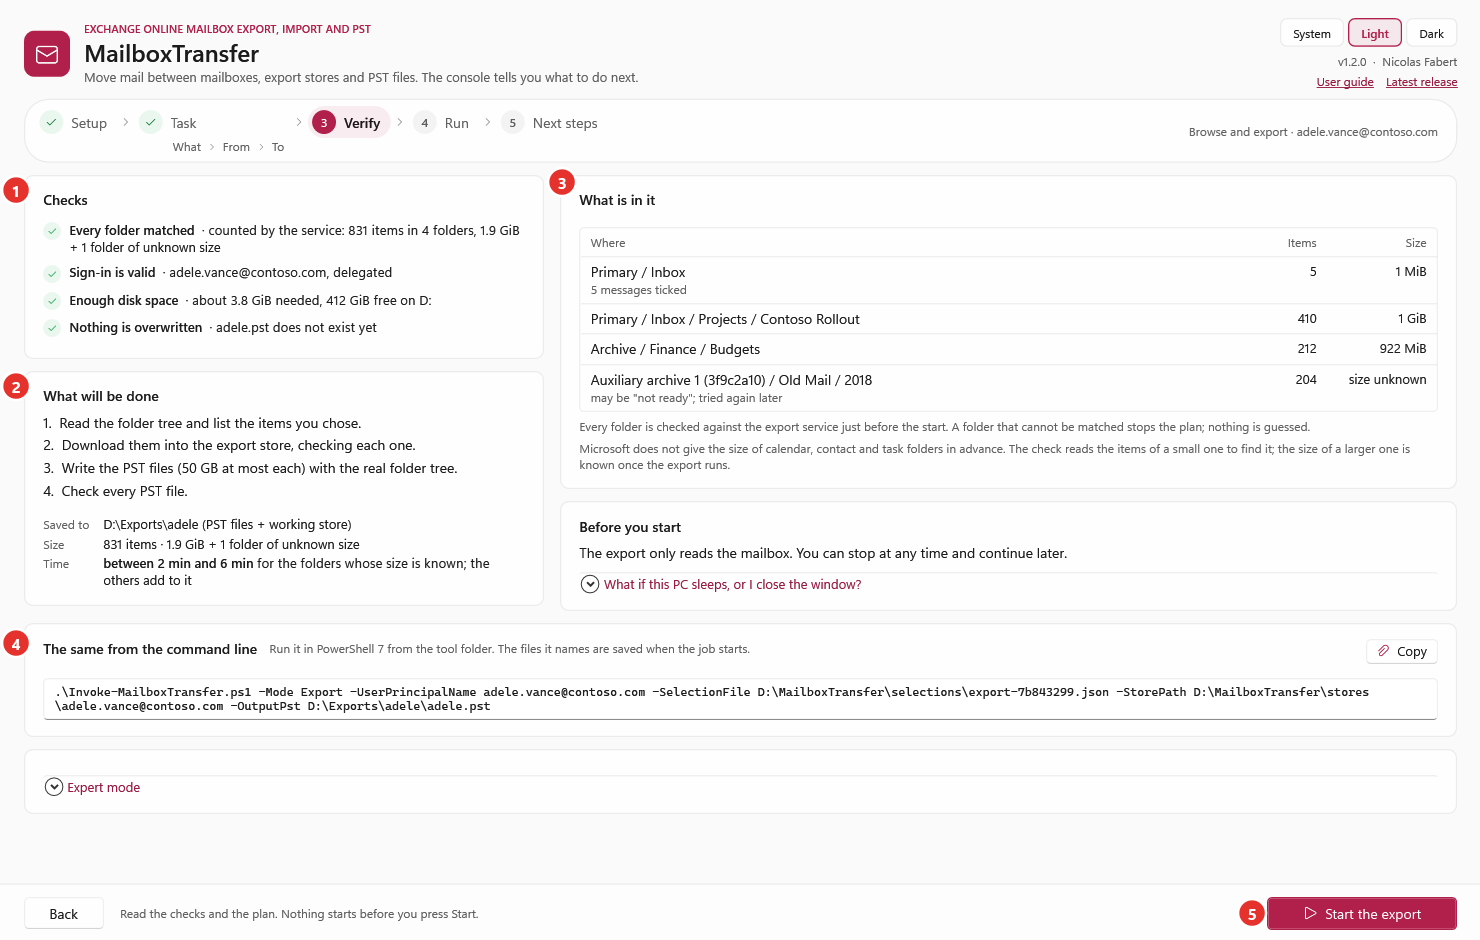 EXCHANGE ONLINE MAILBOX EXPORT, IMPORT AND PST
MailboxTransfer
Move mail between mailboxes, export stores and PST files. The console tells you what to do next.
System
Light
Dark
v1.2.0 · Nicolas Fabert
User guide Latest release
Setup
Task
3 Verify
4 Run
5 Next steps
What > From > To
Browse and export · adele.vance@contoso.com
1
Checks
Every folder matched · counted by the service: 831 items in 4 folders, 1.9 GiB
+ 1 folder of unknown size
Sign-in is valid · adele.vance@contoso.com, delegated
Enough disk space · about 3.8 GiB needed, 412 GiB free on D:
Nothing is overwritten · adele.pst does not exist yet
2
What will be done
1. Read the folder tree and list the items you chose.
2. Download them into the export store, checking each one.
3. Write the PST files (50 GB at most each) with the real folder tree.
4. Check every PST file.
Saved to D:\Exports\adele (PST files + working store)
Size 831 items · 1.9 GiB + 1 folder of unknown size
Time between 2 min and 6 min for the folders whose size is known; the
others add to it
3
What is in it
Where Items Size
Primary / Inbox 5 1 MiB
5 messages ticked
Primary / Inbox / Projects / Contoso Rollout 410 1 GiB
Archive / Finance / Budgets 212 922 MiB
Auxiliary archive 1 (3f9c2a10) / Old Mail / 2018 204 size unknown
may be "not ready"; tried again later
Every folder is checked against the export service just before the start. A folder that cannot be matched stops the plan; nothing is guessed.
Microsoft does not give the size of calendar, contact and task folders in advance. The check reads the items of a small one to find it; the size of a larger one is
known once the export runs.
Before you start
The export only reads the mailbox. You can stop at any time and continue later.
What if this PC sleeps, or I close the window?
4
The same from the command line Run it in PowerShell 7 from the tool folder. The files it names are saved when the job starts.
Copy
.\Invoke-MailboxTransfer.ps1 -Mode Export -UserPrincipalName adele.vance@contoso.com -SelectionFile D:\MailboxTransfer\selections\export-7b843299.json -StorePath D:\MailboxTransfer\stores
\adele.vance@contoso.com -OutputPst D:\Exports\adele\adele.pst
Expert mode
Back
Read the checks and the plan. Nothing starts before you press Start.
5
Start the export